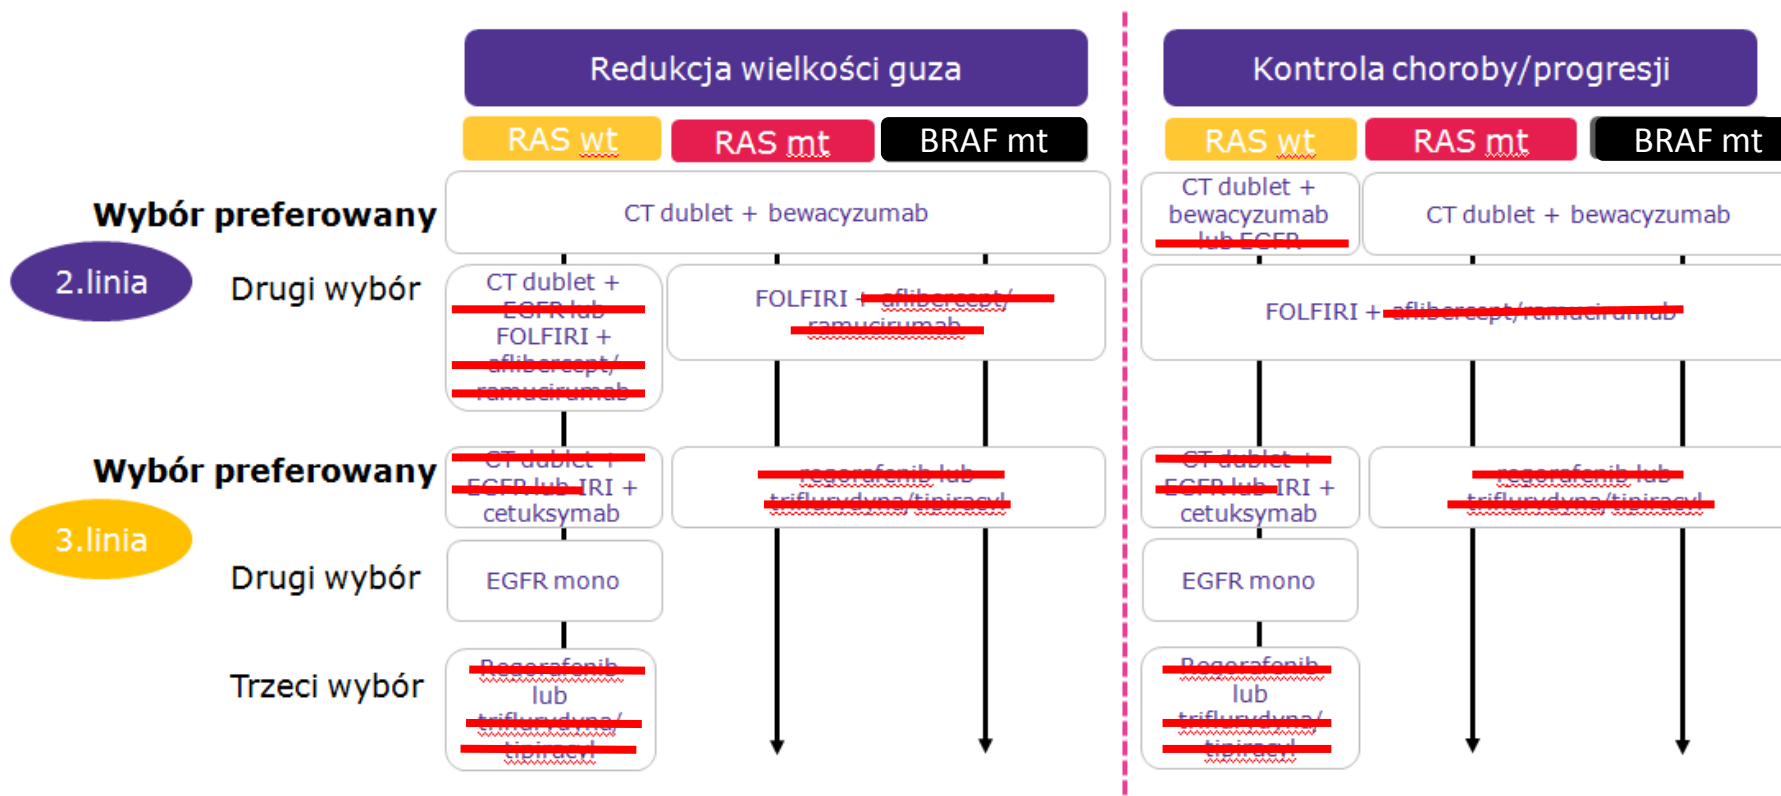 Redukcja wielkości guza
Kontrola choroby/progresji
RAS wt
RAS mt
BRAF mt
RAS wt
RAS mt
BRAF mt
Wybór preferowany
CT dublet + bewacyzumab
CT dublet +
bewacyzumab
lub EGFR
CT dublet + bewacyzumab
2.linia
Drugi wybór
CT dublet +
EGFR lub
FOLFIRI +
aflibercept/
ramucirumab
FOLFIRI + aflibercept/
ramucirumab
FOLFIRI + aflibercept/ramucirumab
Wybór preferowany
CT dublet +
EGFR lub IRI +
cetuksymab
regorafenib lub
triflurydyna/tipiracyl
CT dublet +
EGFR lub IRI +
cetuksymab
regorafenib lub
triflurydyna/tipiracyl
3.linia
Drugi wybór
EGFR mono
EGFR mono
Trzeci wybór
Regorafenib
lub
triflurydyna/
tipiracyl
Regorafenib
lub
triflurydyna/
tipiracyl